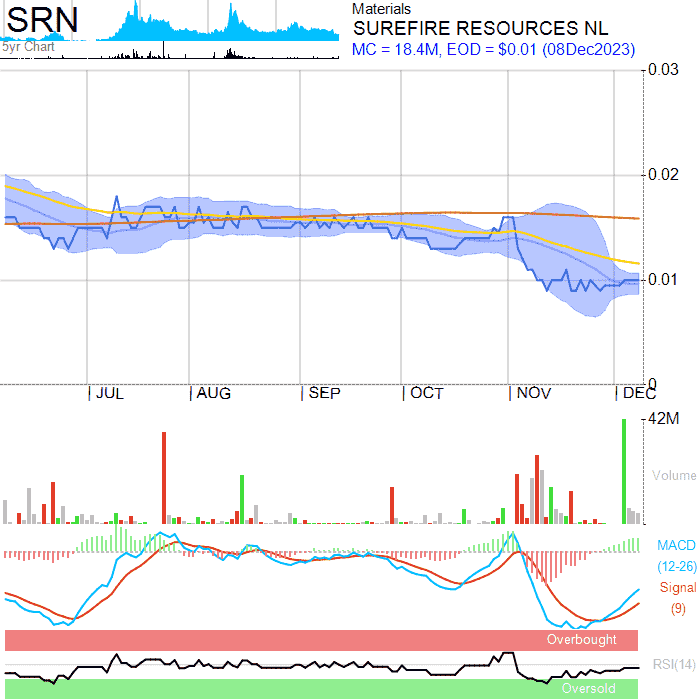 SRN
5yr Chart
Materials
SUREFIRE RESOURCES NL
MC = 18.4M, EOD = $0.01 (08Dec2023)
0.03
0.02
0.01
0
JUL AUG SEP OCT NOV DEC
42M
Volume
MACD
(12-26)
Signal
(9)
Overbought
RSI(14)
Oversold